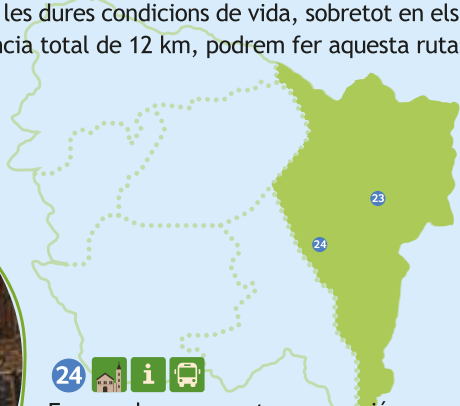 les dures condicions de vida, sobretot en els
total de 12 km, podrem fer aquesta ruta
23
24
24 i